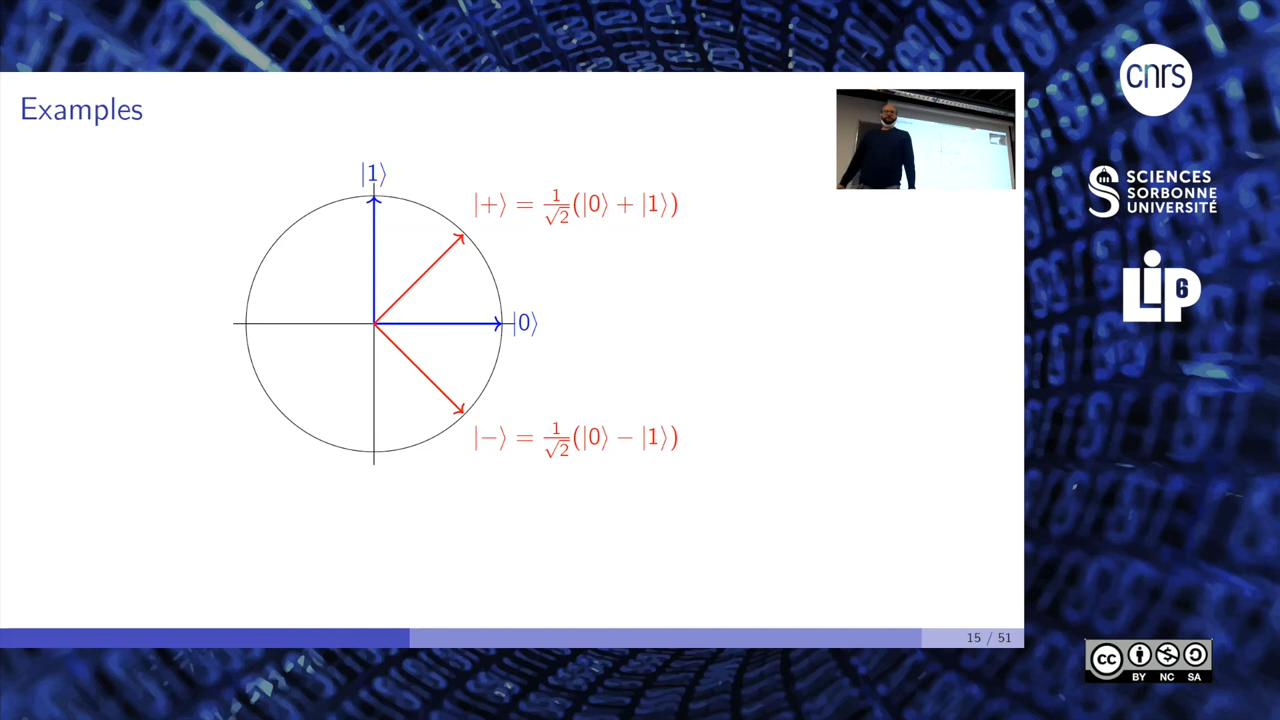 Examples
|1⟩
|+⟩ = 1/√2(|0⟩ + |1⟩)
|0⟩
|−⟩ = 1/√2(|0⟩ − |1⟩)
15 / 51
cnrs
SCIENCES
SORBONNE
UNIVERSITÉ
LiP6
cc
BY NC SA